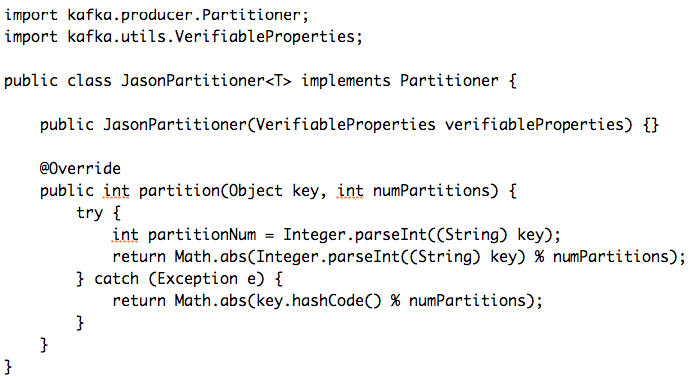 import kafka.producer.Partitioner;
import kafka.utils.VerifiableProperties;
public class JasonPartitioner<T> implements Partitioner {
public JasonPartitioner(VerifiableProperties verifiableProperties) {}
@Override
public int partition(Object key, int numPartitions) {
try {
int partitionNum = Integer.parseInt((String) key);
return Math.abs(Integer.parseInt((String) key) % numPartitions);
} catch (Exception e) {
return Math.abs(key.hashCode() % numPartitions);
}
}
}